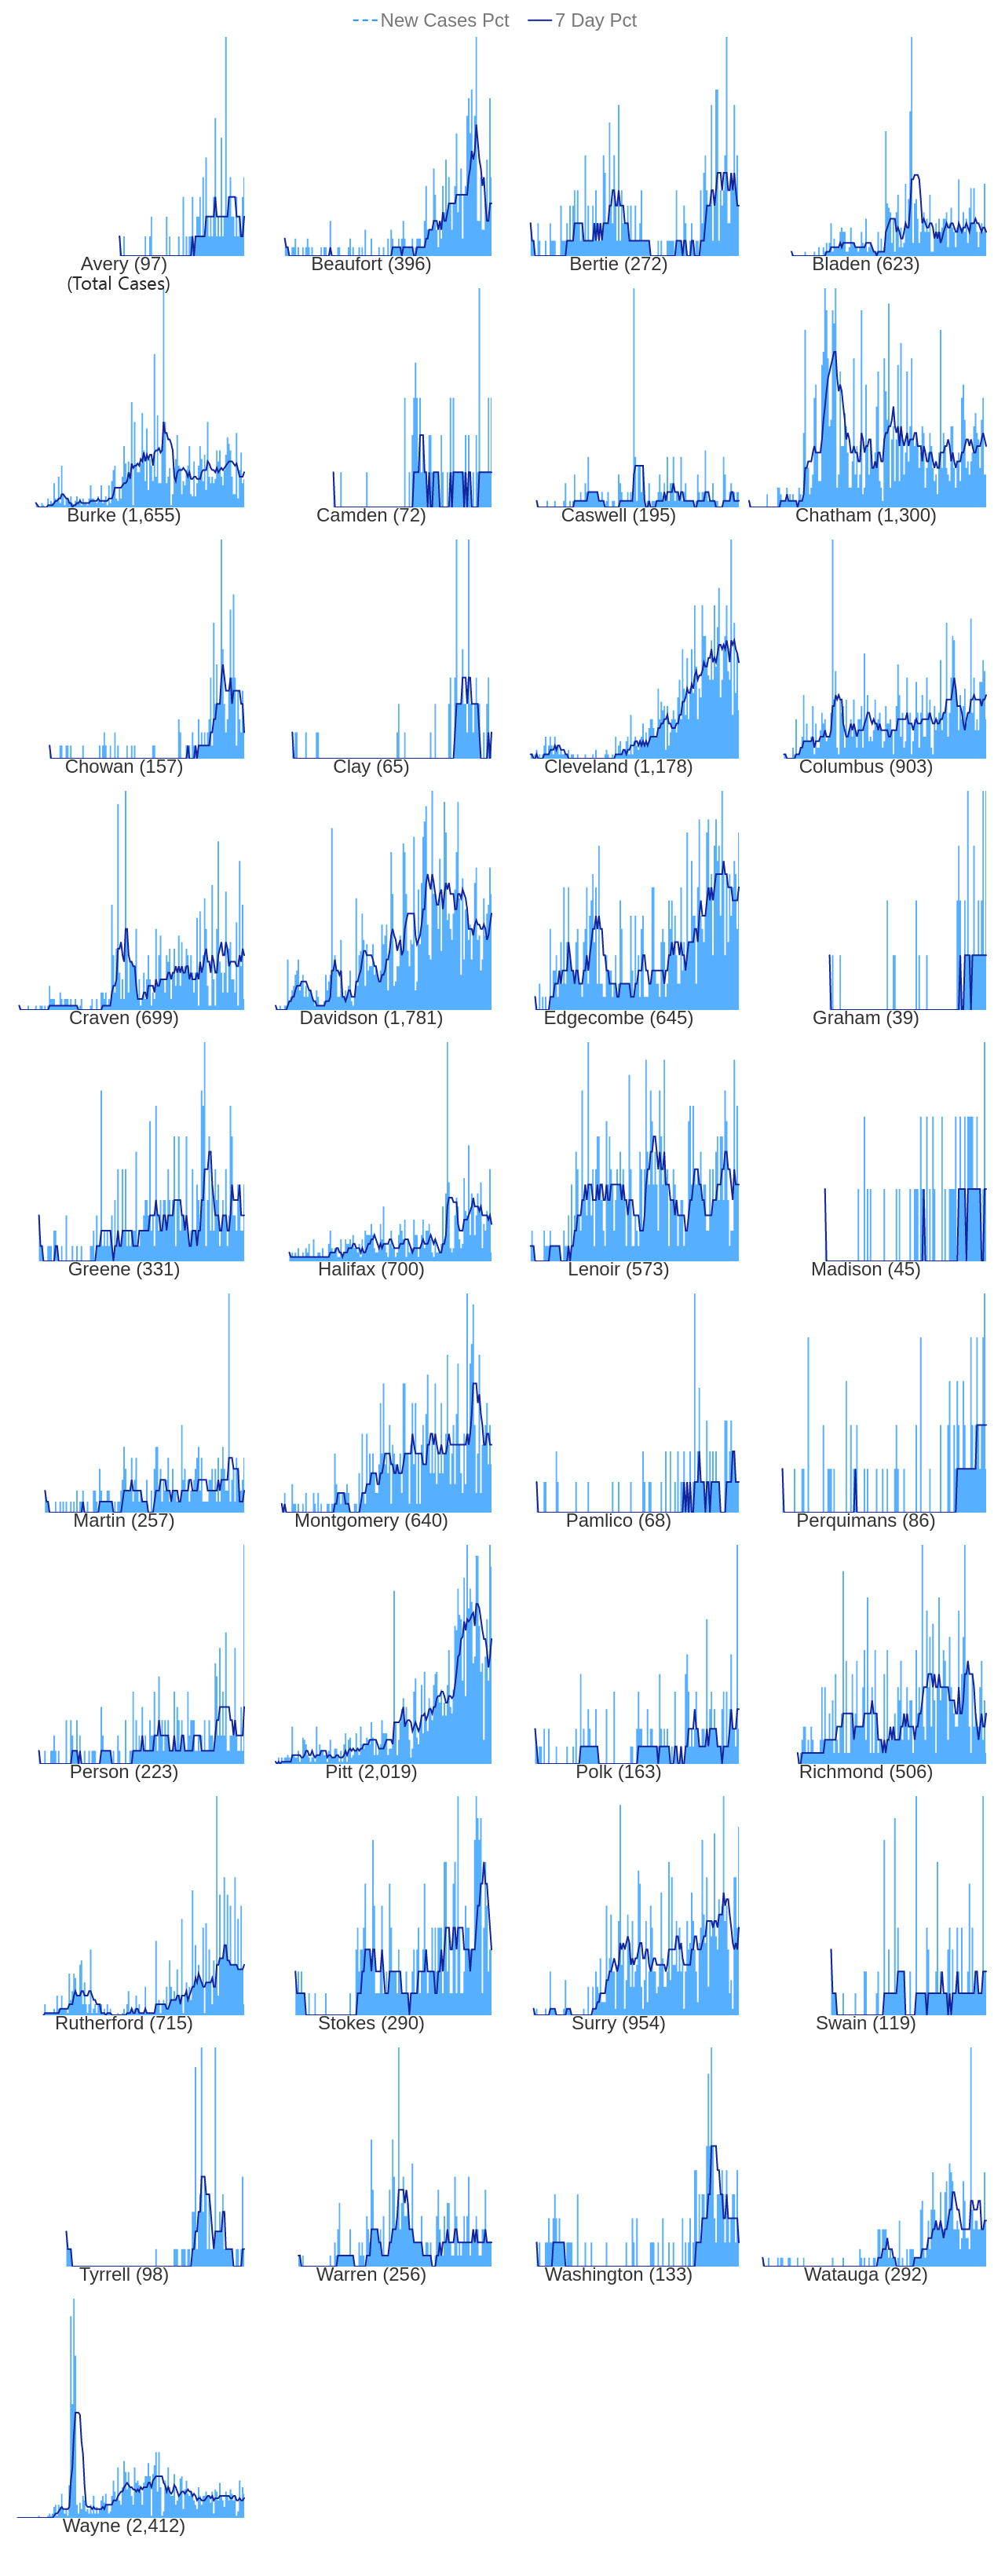 New Cases Pct 7 Day Pct
Avery (97) Beaufort (396) Bertie (272) Bladen (623)
(Total Cases)
Burke (1,655) Camden (72) Caswell (195) Chatham (1,300)
Chowan (157) Clay (65) Cleveland (1,178) Columbus (903)
Craven (699) Davidson (1,781) Edgecombe (645) Graham (39)
Greene (331) Halifax (700) Lenoir (573) Madison (45)
Martin (257) Montgomery (640) Pamlico (68) Perquimans (86)
Person (223) Pitt (2,019) Polk (163) Richmond (506)
Rutherford (715) Stokes (290) Surry (954) Swain (119)
Tyrrell (98) Warren (256) Washington (133) Watauga (292)
Wayne (2,412)